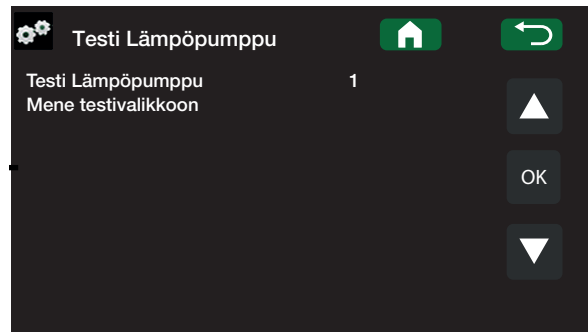 Testi Lämpöpumppu
Testi Lämpöpumppu 1
Mene testivalikkoon
OK